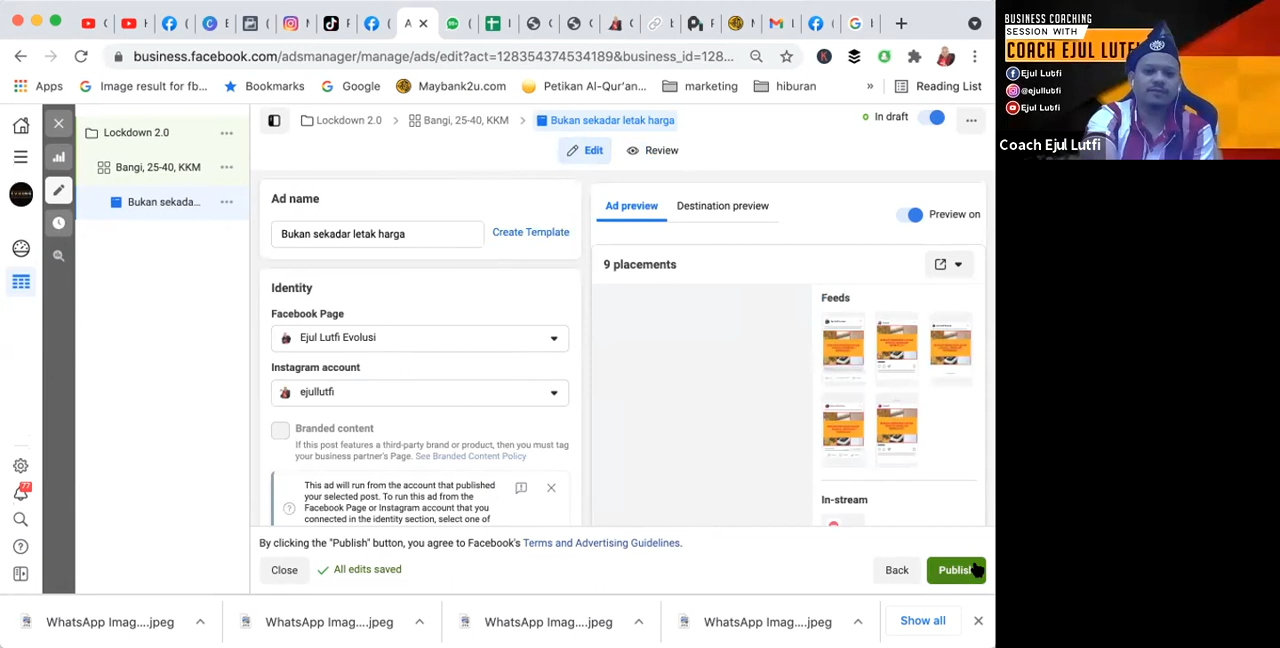 business.facebook.com/adsmanager/manage/ads/edit?act=128354374534189&business_id=128...
Apps
Image result for fb...
Bookmarks
Google
Maybank2u.com
Petikan Al-Qur'an...
marketing
hiburan
»
Reading List
BUSINESS COACHING
SESSION WITH
COACH EJUL LUTFI
Ejul Lutfi
@ejullutfi
Ejul Lutfi
Coach Ejul Lutfi
Lockdown 2.0
Bangi, 25-40, KKM
Bukan sekada...
Lockdown 2.0
Bangi, 25-40, KKM
Bukan sekadar letak harga
In draft
Edit
Review
Ad name
Bukan sekadar letak harga
Create Template
Identity
Facebook Page
Ejul Lutfi Evolusi
Instagram account
ejullutfi
Branded content
If this post features a third-party brand or product, then you must tag
your business partner's Page. See Branded Content Policy
This ad will run from the account that published
your selected post. To run this ad from the
Facebook Page or Instagram account that you
connected in the identity section, select one of
Ad preview
Destination preview
Preview on
9 placements
Feeds
In-stream
By clicking the "Publish" button, you agree to Facebook's Terms and Advertising Guidelines.
Close
All edits saved
Back
Publish
77
WhatsApp Imag....jpeg
WhatsApp Imag....jpeg
WhatsApp Imag....jpeg
WhatsApp Imag....jpeg
Show all